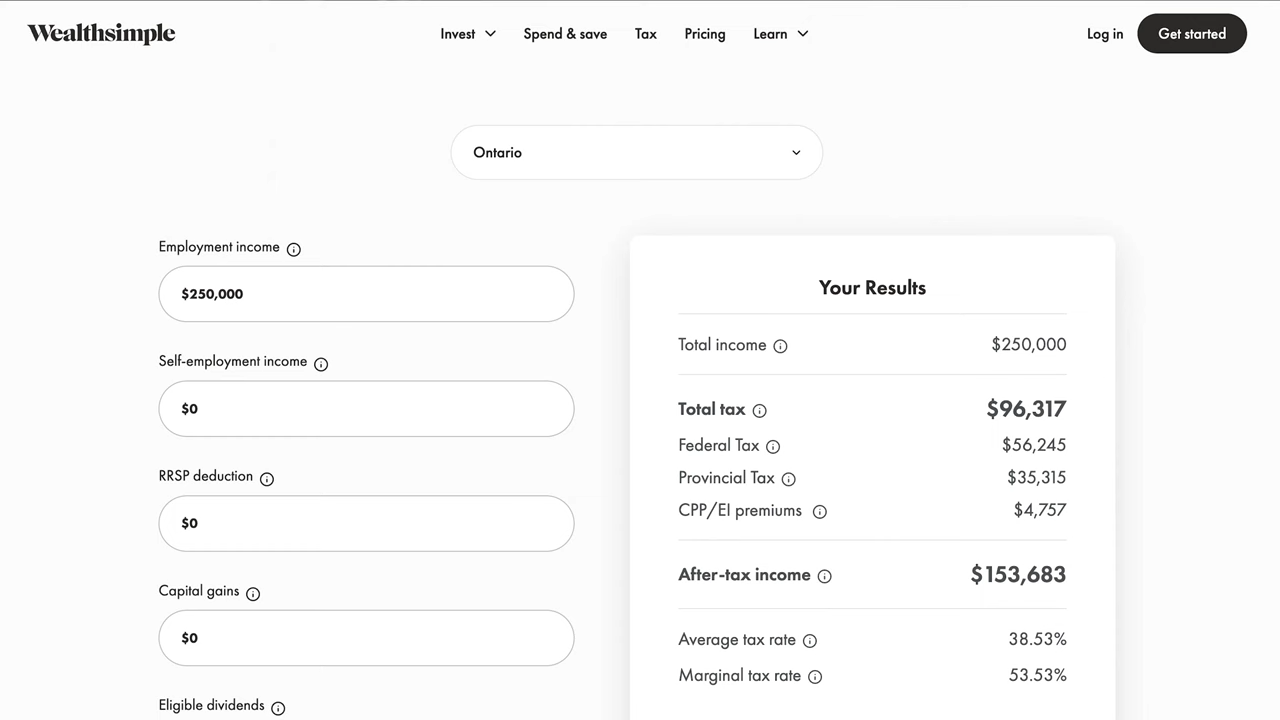 Wealthsimple
Invest Spend & save Tax Pricing Learn
Log in Get started
Ontario
Employment income
$250,000
Self-employment income
$0
RRSP deduction
$0
Capital gains
$0
Eligible dividends
Your Results
Total income $250,000
Total tax $96,317
Federal Tax $56,245
Provincial Tax $35,315
CPP/EI premiums $4,757
After-tax income $153,683
Average tax rate 38.53%
Marginal tax rate 53.53%